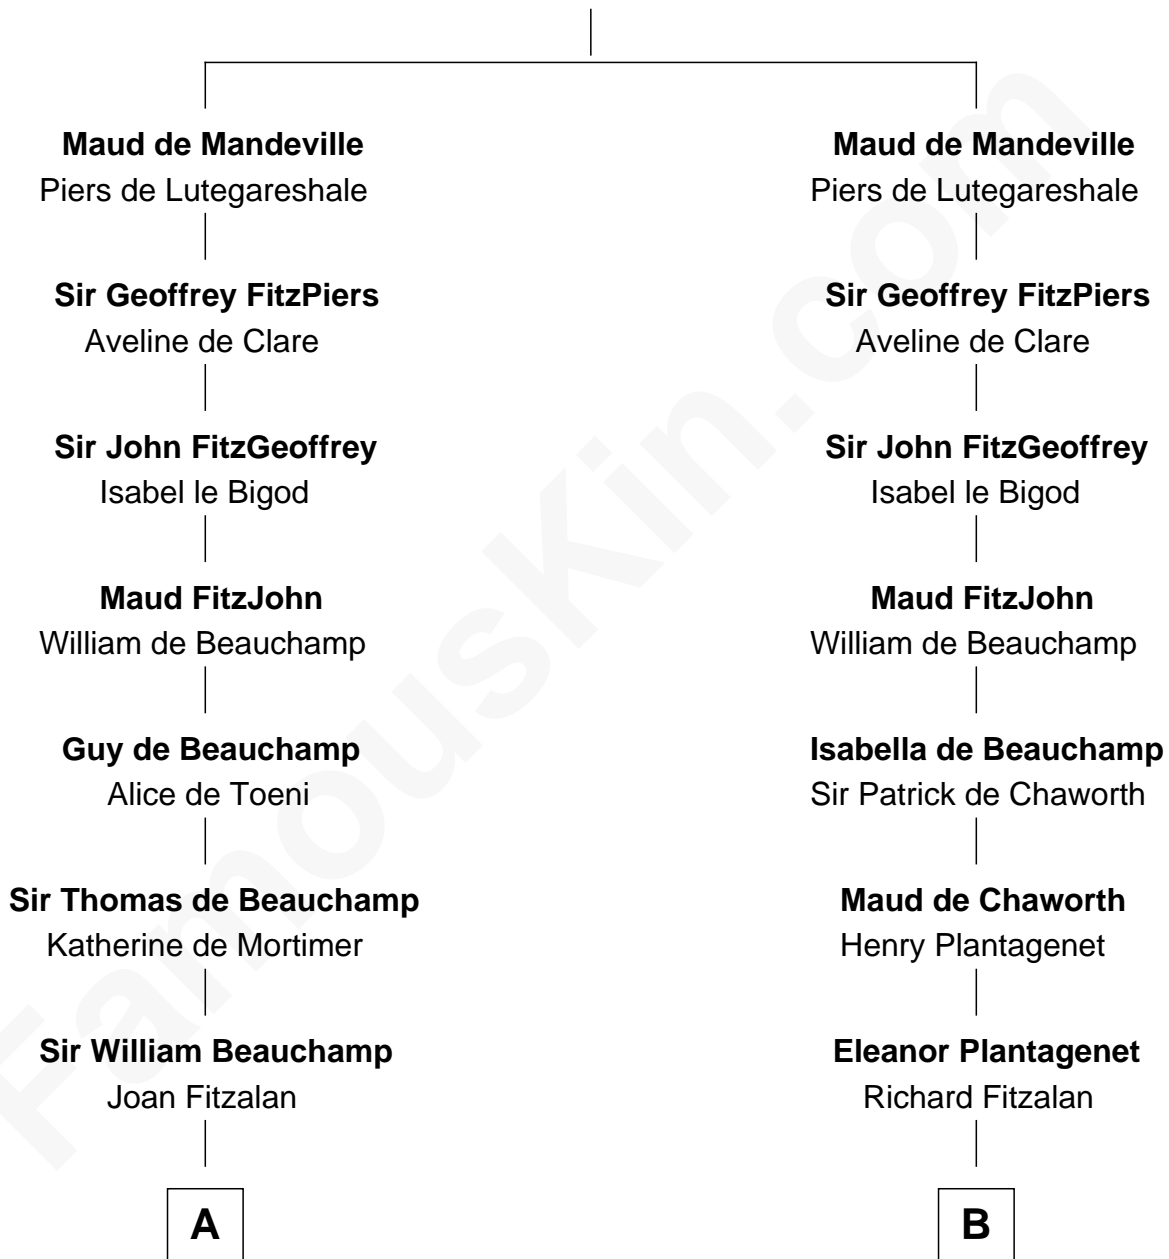 Maud de Mandeville
Piers de Lutegareshale
Sir Geoffrey FitzPiers
Aveline de Clare
Sir John FitzGeoffrey
Isabel le Bigod
Maud FitzJohn
William de Beauchamp
Guy de Beauchamp
Alice de Toeni
Sir Thomas de Beauchamp
Katherine de Mortimer
Sir William Beauchamp
Joan Fitzalan
A
Maud de Mandeville
Piers de Lutegareshale
Sir Geoffrey FitzPiers
Aveline de Clare
Sir John FitzGeoffrey
Isabel le Bigod
Maud FitzJohn
William de Beauchamp
Isabella de Beauchamp
Sir Patrick de Chaworth
Maud de Chaworth
Henry Plantagenet
Eleanor Plantagenet
Richard Fitzalan
B
FamousKin.com